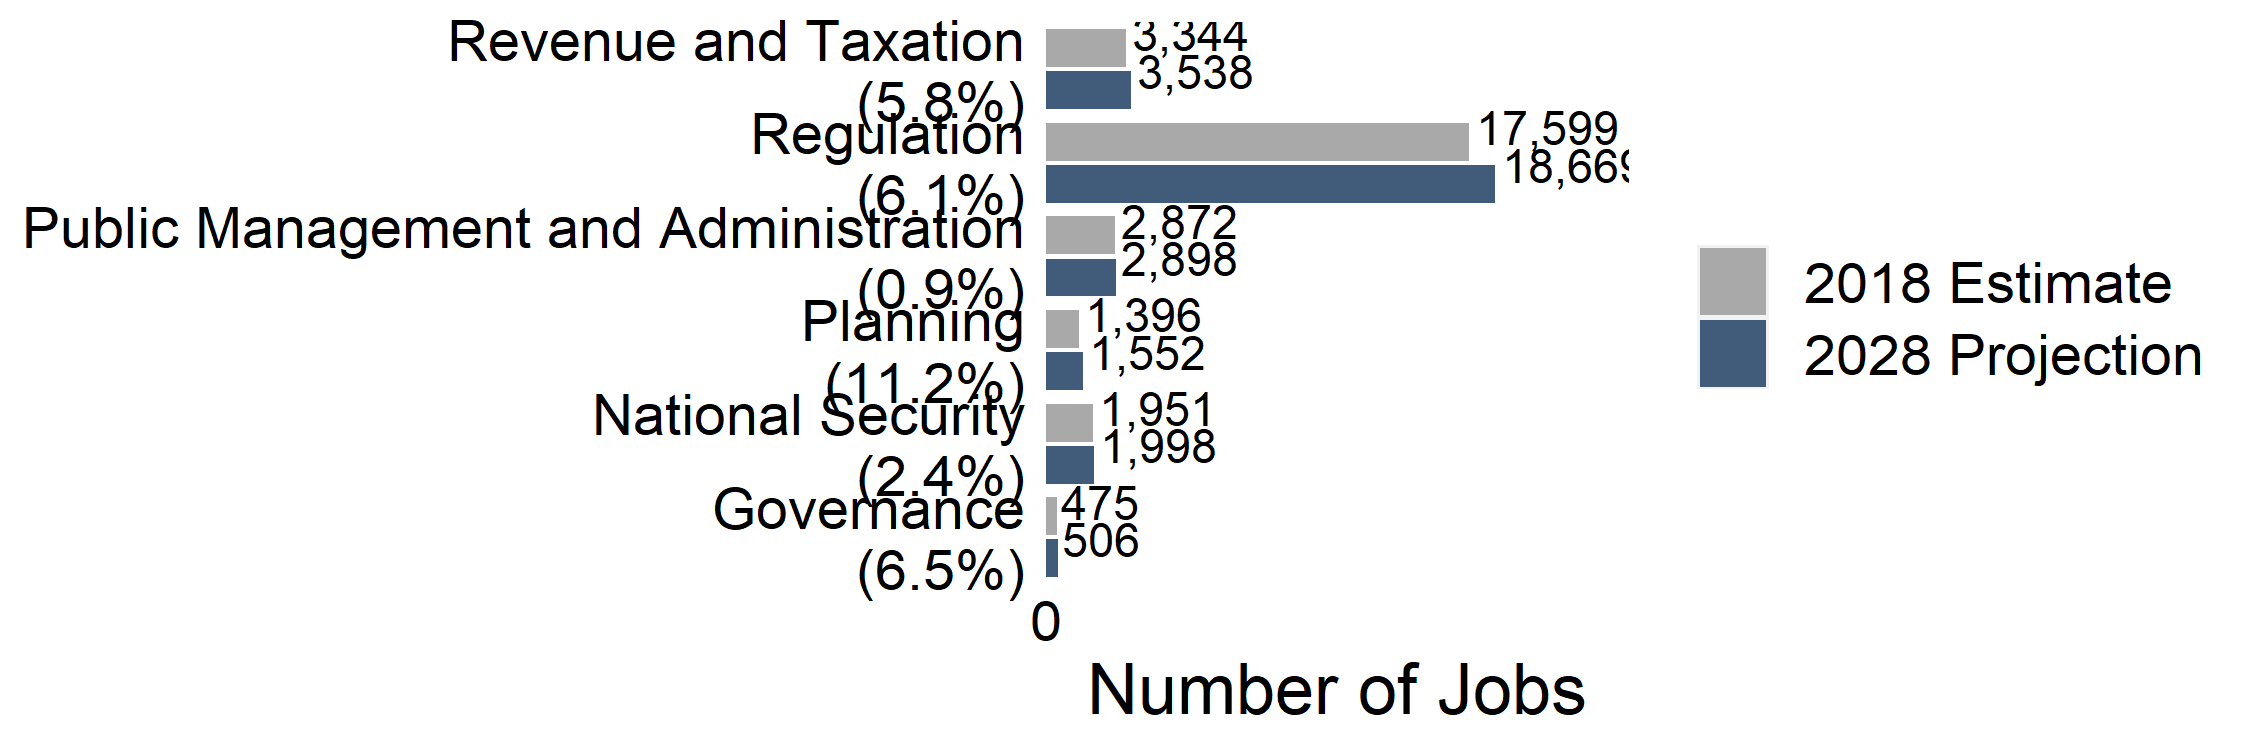 Revenue and Taxation
(5.8%)
3,344
3,538
Regulation
(6.1%)
17,599
18,669
Public Management and Administration
(0.9%)
2,872
2,898
Planning
(11.2%)
1,396
1,552
National Security
(2.4%)
1,951
1,998
Governance
(6.5%)
475
506
0
Number of Jobs
2018 Estimate
2028 Projection